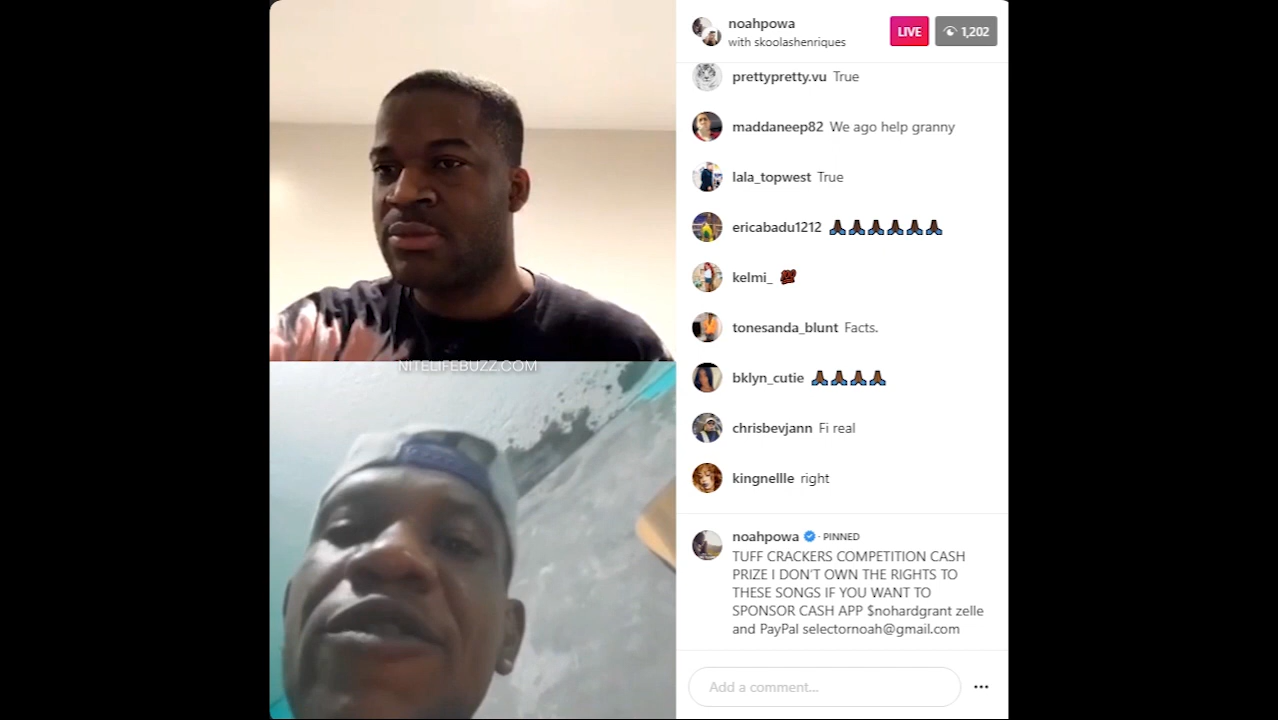 noahpowa
with skoolashenriques
LIVE
1,202
prettypretty.vu True
maddaneep82 We ago help granny
lala_topwest True
ericabadu1212 🙏🏿🙏🏿🙏🏿🙏🏿🙏🏿🙏🏿
kelmi_ 💯
tonesanda_blunt Facts.
bklyn_cutie 🙏🏾🙏🏾🙏🏾🙏🏾
chrisbevjann Fi real
kingnellle right
NITELIFEBUZZ.COM
noahpowa · PINNED
TUFF CRACKERS COMPETITION CASH
PRIZE I DON'T OWN THE RIGHTS TO
THESE SONGS IF YOU WANT TO
SPONSOR CASH APP $nohardgrant zelle
and PayPal selectornoah@gmail.com
Add a comment...